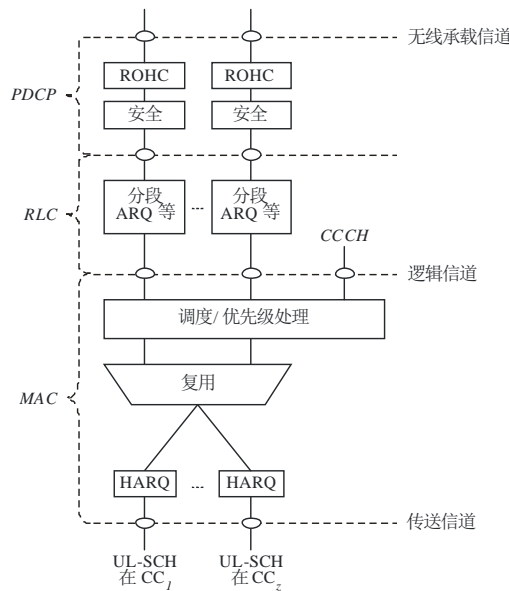 无线承载信道
ROHC ROHC
PDCP
安全 安全
分段 分段
ARQ 等 ... ARQ 等
RLC
CCCH
逻辑信道
调度/优先级处理
复用
MAC
HARQ ... HARQ
传送信道
UL-SCH UL-SCH
在 CC1 在 CCz